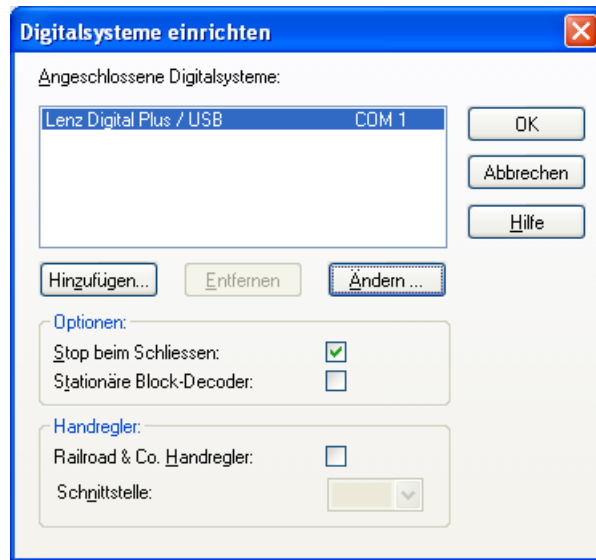 Digitalsysteme einrichten
Angeschlossene Digitalsysteme:
Lenz Digital Plus / USB COM 1
OK
Abbrechen
Hilfe
Hinzufügen... Entfernen Ändern ...
Optionen:
Stop beim Schliessen:
Stationäre Block-Decoder:
Handregler:
Railroad & Co. Handregler:
Schnittstelle: